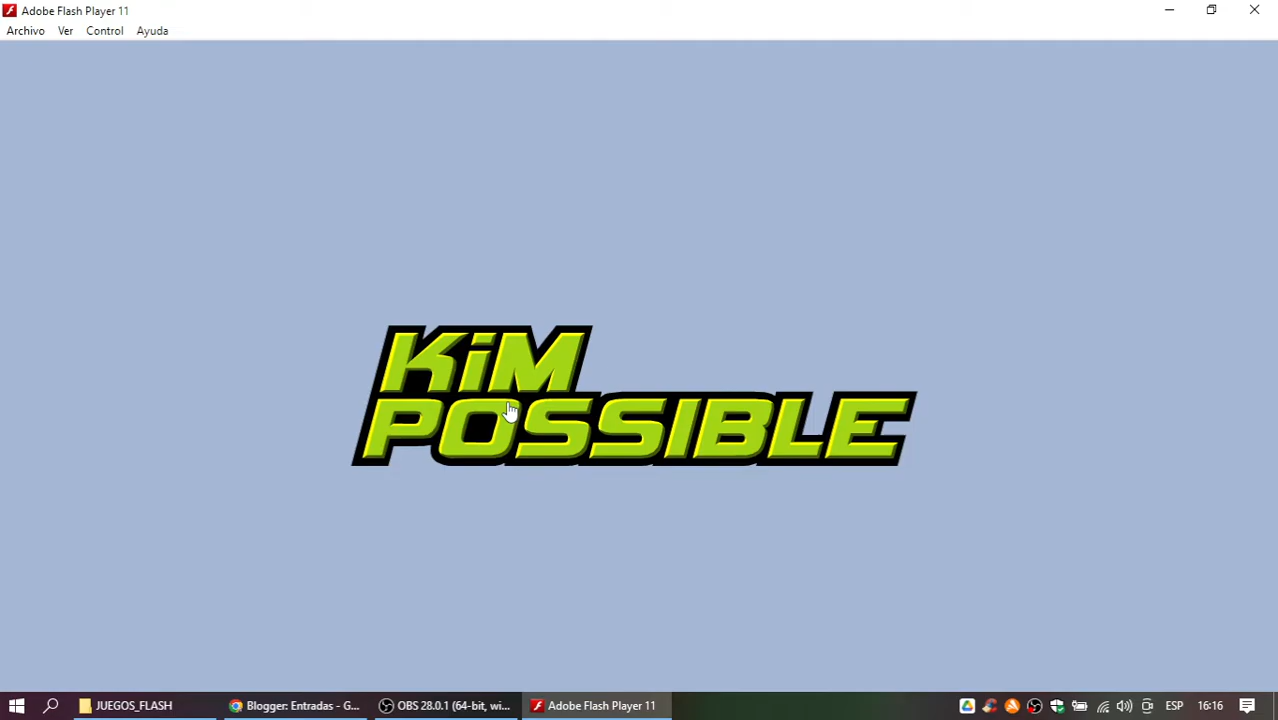 Adobe Flash Player 11
Archivo Ver Control Ayuda
KiM
POSSIBLE
JUEGOS_FLASH Blogger: Entradas - G... OBS 28.0.1 (64-bit, wi... Adobe Flash Player 11 ESP 16:16